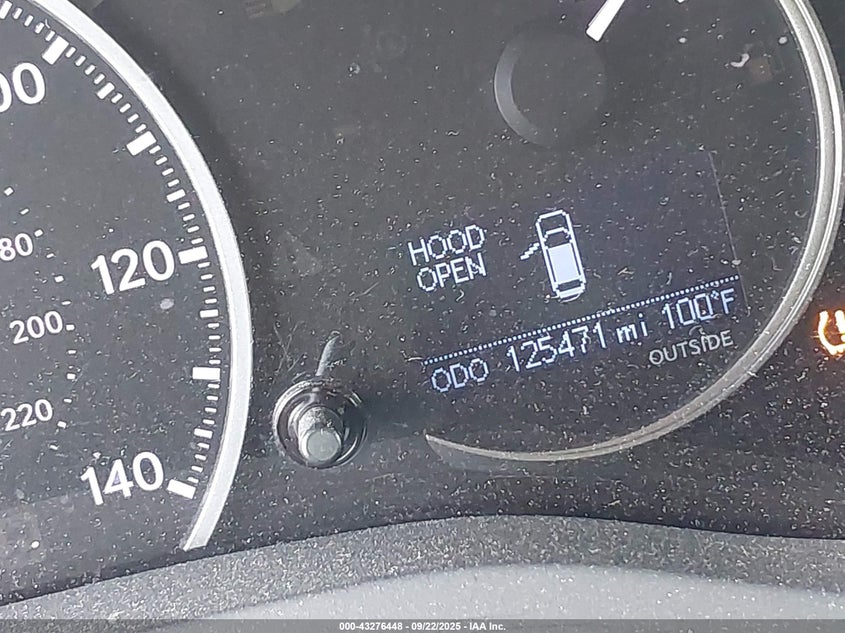 80
120
200
220
140
HOOD
OPEN
ODO 125471 mi 100°F
OUTSIDE
000-43276448 - 09/22/2025 - IAA Inc.